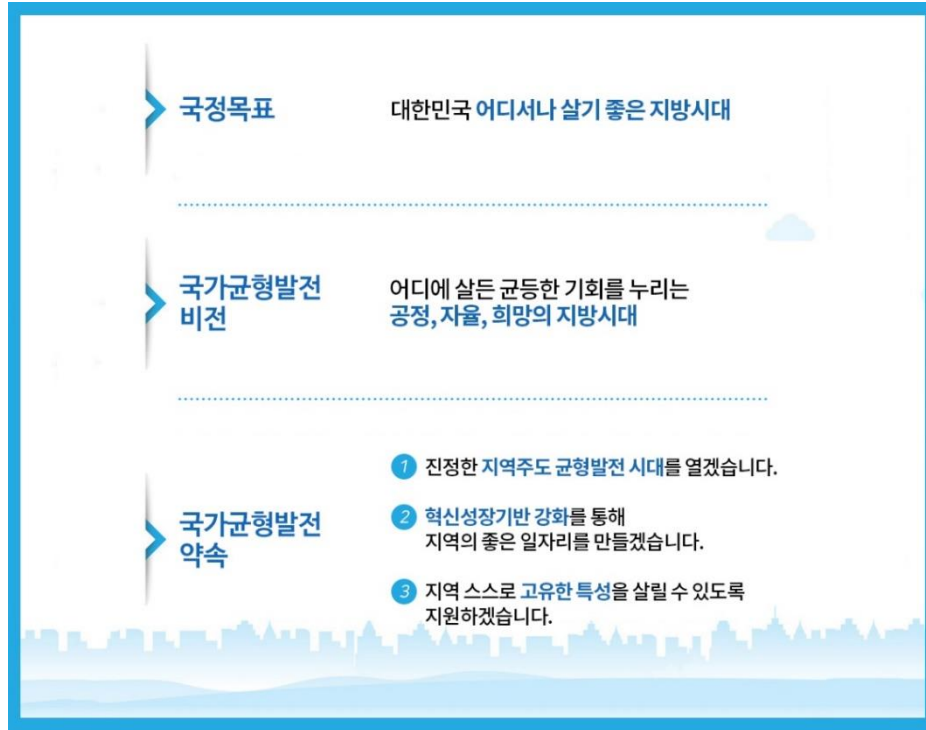 국정목표
대한민국 어디서나 살기 좋은 지방시대
국가균형발전
비전
어디에 살든 균등한 기회를 누리는
공정, 자율, 희망의 지방시대
국가균형발전
약속
1 진정한 지역주도 균형발전 시대를 열겠습니다.
2 혁신성장기반 강화를 통해
지역의 좋은 일자리를 만들겠습니다.
3 지역 스스로 고유한 특성을 살릴 수 있도록
지원하겠습니다.